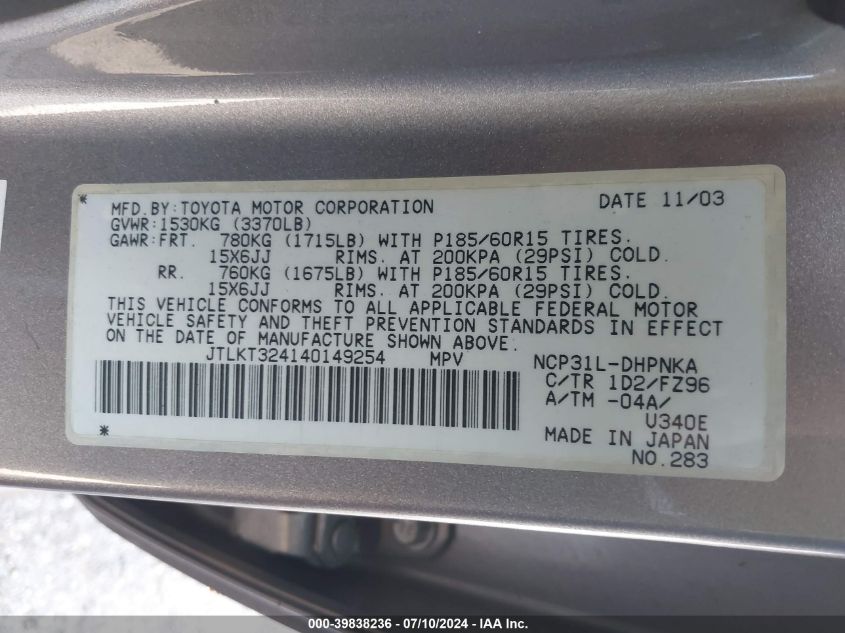 * MFD.BY:TOYOTA MOTOR CORPORATION DATE 11/03
GVWR:1530KG (3370LB)
GAWR:FRT. 780KG (1715LB) WITH P185/60R15 TIRES.
15X6JJ RIMS. AT 200KPA (29PSI) COLD.
RR. 760KG (1675LB) WITH P185/60R15 TIRES.
15X6JJ RIMS. AT 200KPA (29PSI) COLD.
THIS VEHICLE CONFORMS TO ALL APPLICABLE FEDERAL MOTOR
VEHICLE SAFETY AND THEFT PREVENTION STANDARDS IN EFFECT
ON THE DATE OF MANUFACTURE SHOWN ABOVE.
JTLKT324140149254 MPV NCP31L-DHPNKA
C/TR 1D2/FZ96
A/TM -04A/
U340E
* MADE IN JAPAN
NO.283
000-39838236 - 07/10/2024 - IAA Inc.